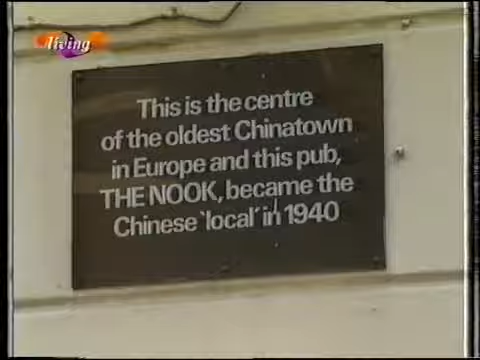 living
This is the centre
of the oldest Chinatown
in Europe and this pub,
THE NOOK, became the
Chinese 'local' in 1940